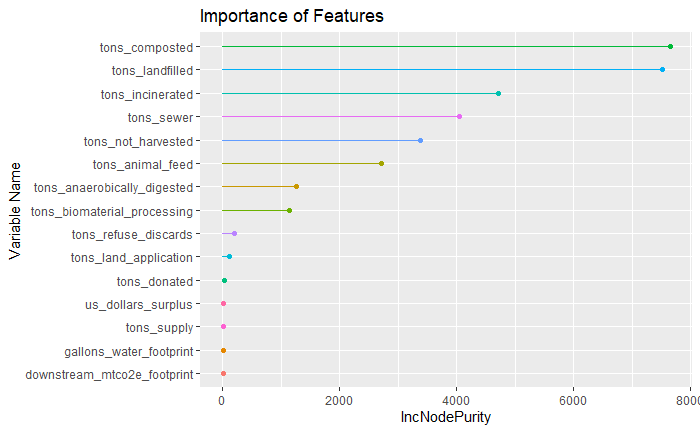 Importance of Features
Variable Name
tons_composted
tons_landfilled
tons_incinerated
tons_sewer
tons_not_harvested
tons_animal_feed
tons_anaerobically_digested
tons_biomaterial_processing
tons_refuse_discards
tons_land_application
tons_donated
us_dollars_surplus
tons_supply
gallons_water_footprint
downstream_mtco2e_footprint
0 2000 4000 6000 8000
IncNodePurity